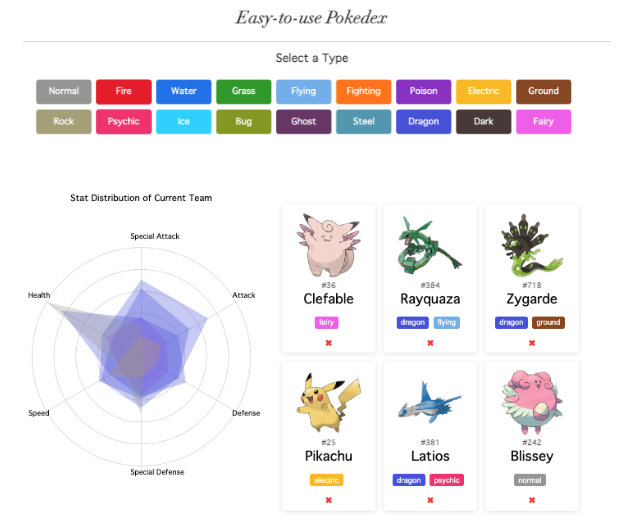 Easy-to-use Pokedex
Select a Type
Normal Fire Water Grass Flying Fighting Poison Electric Ground
Rock Psychic Ice Bug Ghost Steel Dragon Dark Fairy
Stat Distribution of Current Team
Special Attack
Health
Attack
Speed
Defense
Special Defense
#36
Clefable
fairy
#384
Rayquaza
dragon flying
#718
Zygarde
dragon ground
#25
Pikachu
electric
#381
Latios
dragon psychic
#242
Blissey
normal